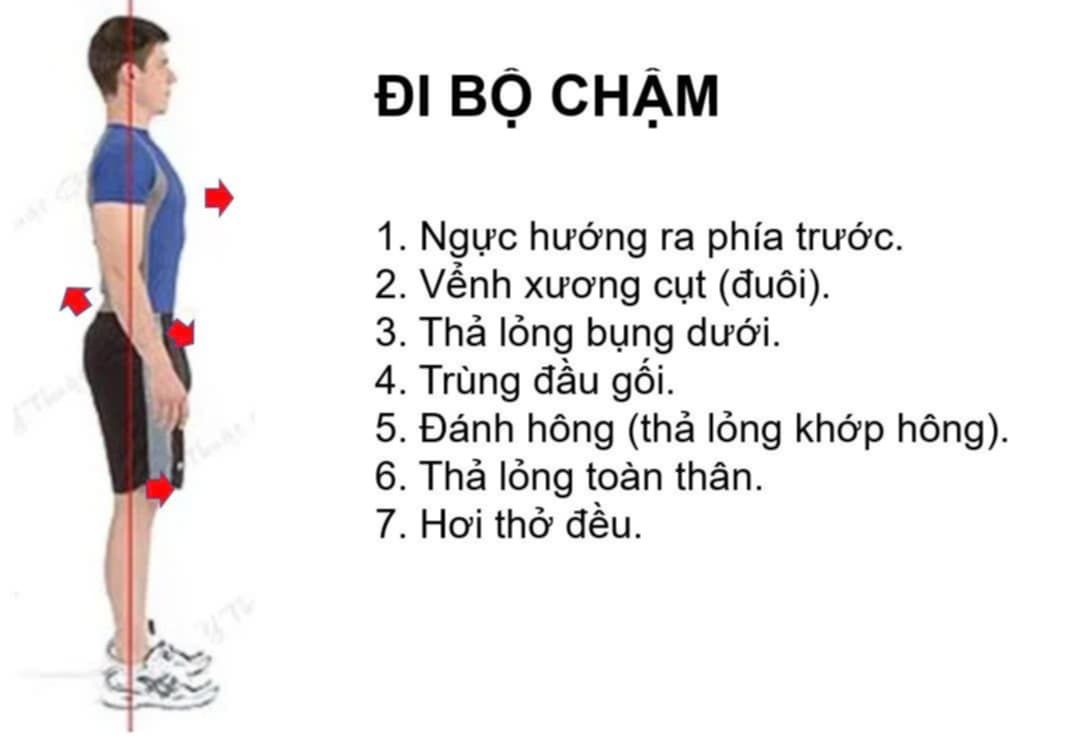 ĐI BỘ CHẬM
1. Ngực hướng ra phía trước.
2. Vểnh xương cụt (đuôi).
3. Thả lỏng bụng dưới.
4. Trùng đầu gối.
5. Đánh hông (thả lỏng khớp hông).
6. Thả lỏng toàn thân.
7. Hơi thở đều.